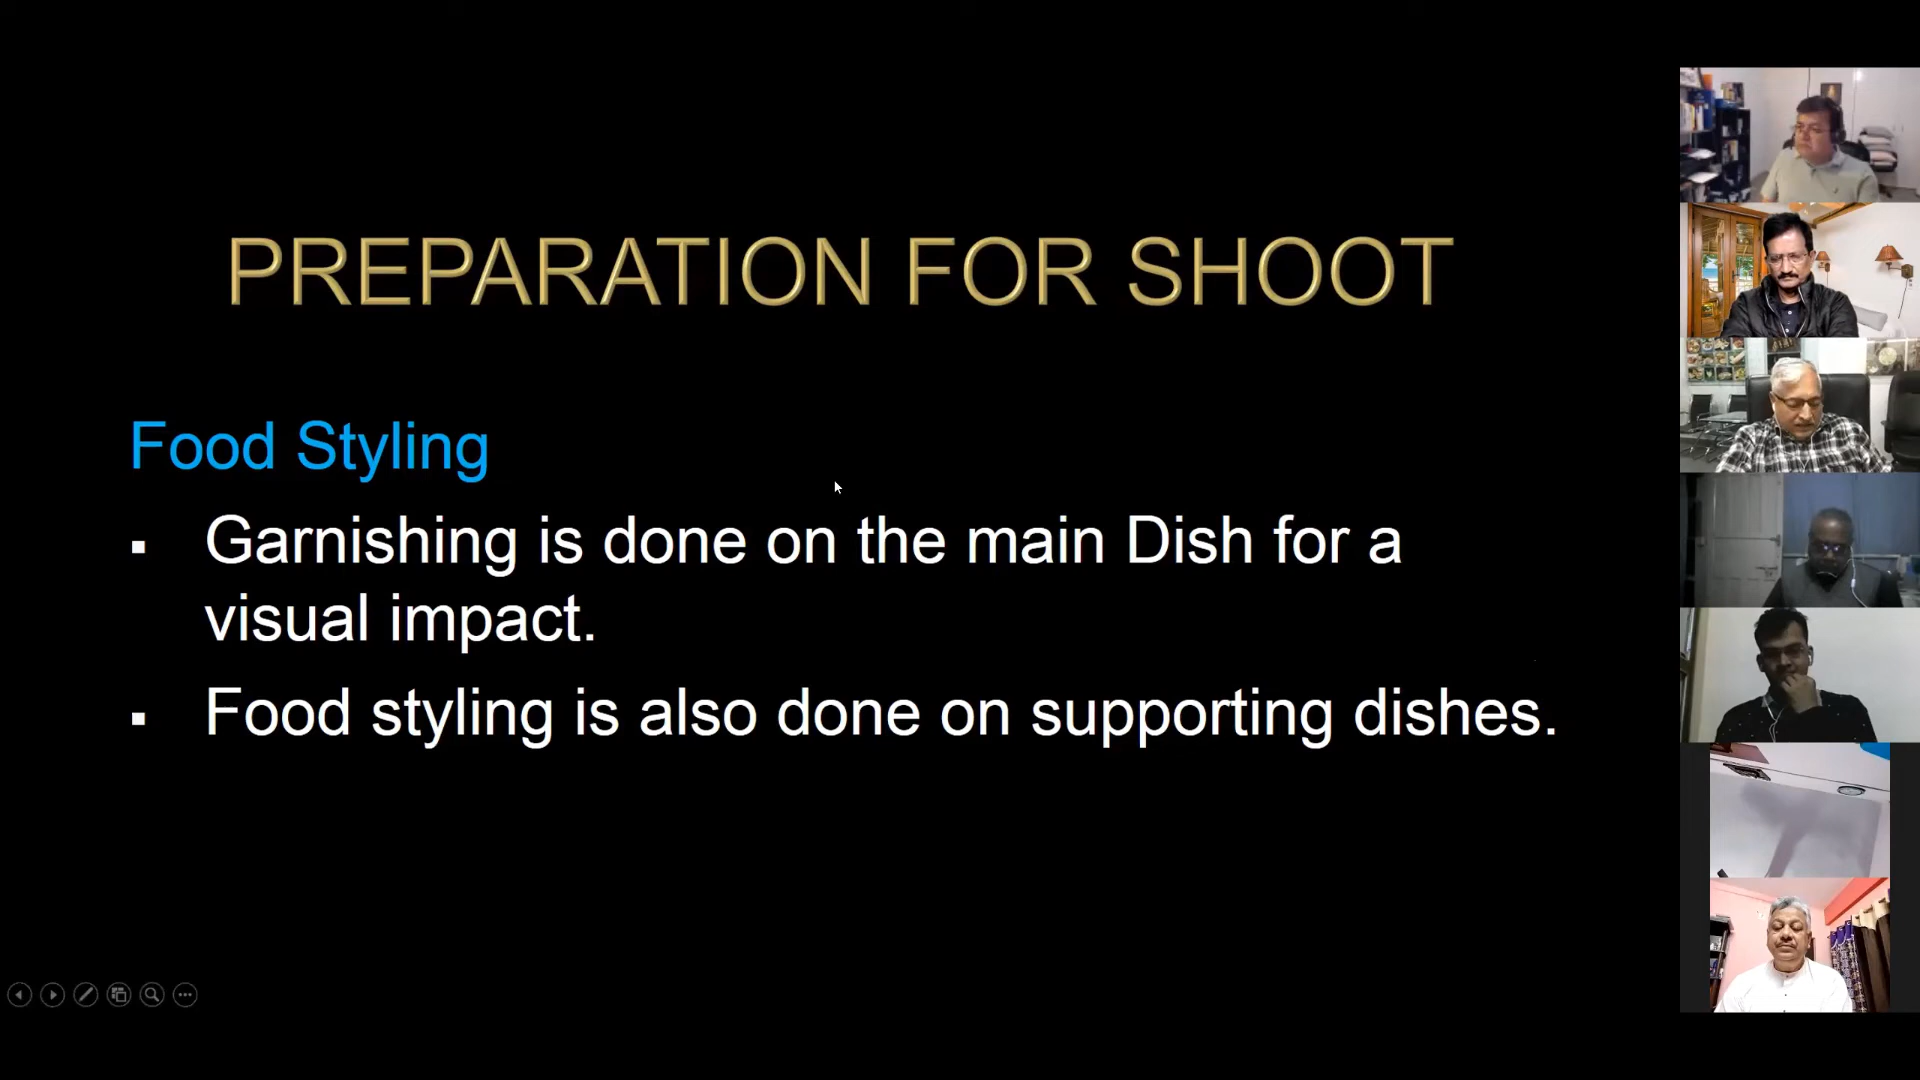 PREPARATION FOR SHOOT
Food Styling
▪ Garnishing is done on the main Dish for a
visual impact.
▪ Food styling is also done on supporting dishes.